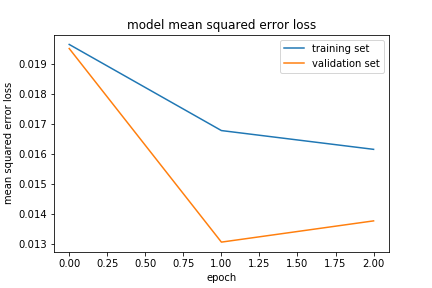 model mean squared error loss
training set
validation set
mean squared error loss
0.019
0.018
0.017
0.016
0.015
0.014
0.013
0.00 0.25 0.50 0.75 1.00 1.25 1.50 1.75 2.00
epoch